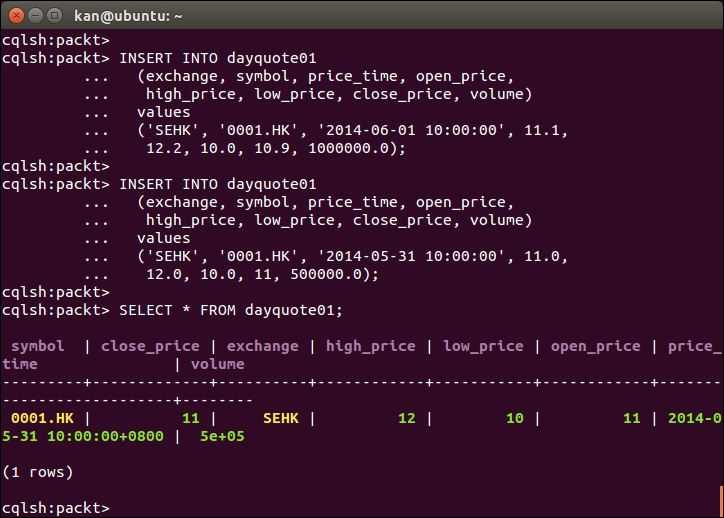 kan@ubuntu: ~
cqlsh:packt>
cqlsh:packt> INSERT INTO dayquote01
         ...   (exchange, symbol, price_time, open_price,
         ...    high_price, low_price, close_price, volume)
         ...   values
         ...   ('SEHK', '0001.HK', '2014-06-01 10:00:00', 11.1,
         ...    12.2, 10.0, 10.9, 1000000.0);
cqlsh:packt>
cqlsh:packt> INSERT INTO dayquote01
         ...   (exchange, symbol, price_time, open_price,
         ...    high_price, low_price, close_price, volume)
         ...   values
         ...   ('SEHK', '0001.HK', '2014-05-31 10:00:00', 11.0,
         ...    12.0, 10.0, 11, 500000.0);
cqlsh:packt>
cqlsh:packt> SELECT * FROM dayquote01;

 symbol  | close_price | exchange | high_price | low_price | open_price | price_
time                | volume
---------+-------------+----------+------------+-----------+------------+-------
-------------------+--------
 0001.HK |          11 |     SEHK |         12 |        10 |         11 | 2014-0
5-31 10:00:00+0800 |  5e+05

(1 rows)

cqlsh:packt>